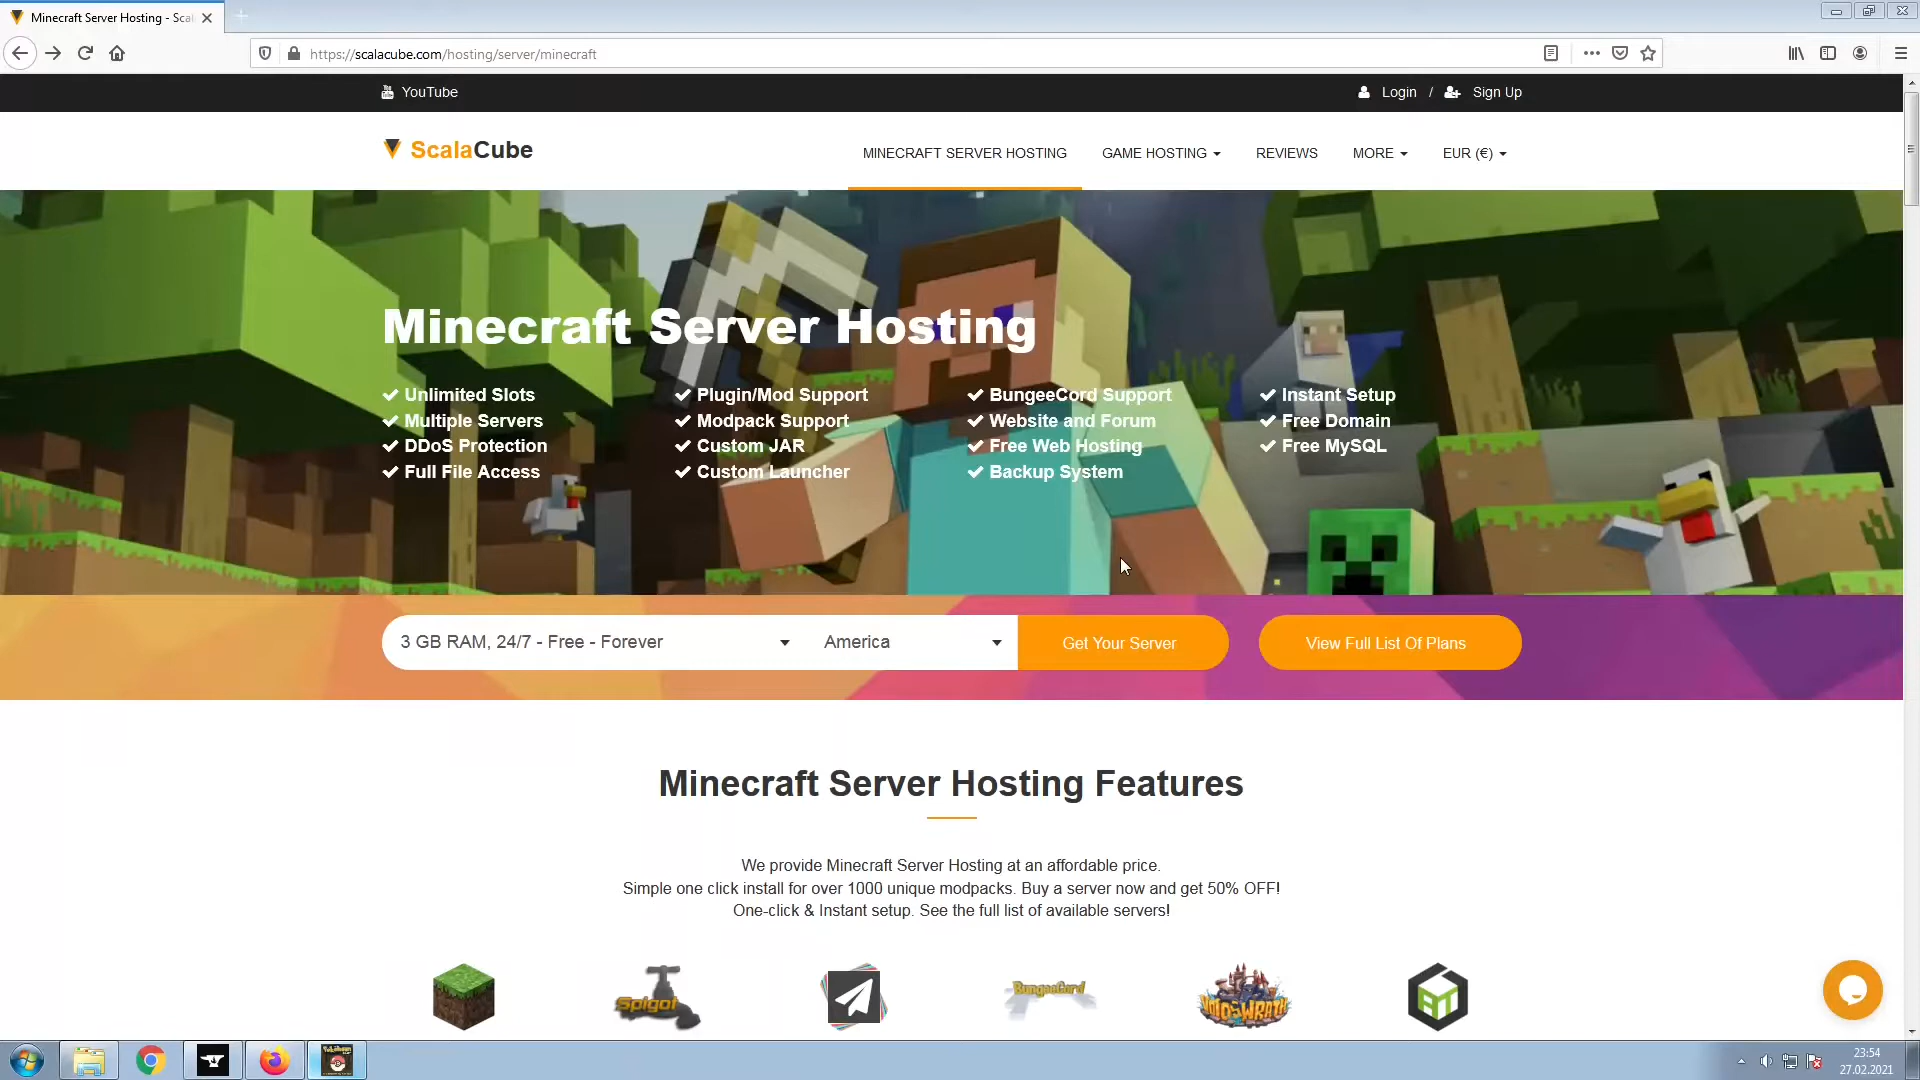 Minecraft Server Hosting - Scal
https://scalacube.com/hosting/server/minecraft
YouTube
Login / Sign Up
ScalaCube
MINECRAFT SERVER HOSTING
GAME HOSTING
REVIEWS
MORE
EUR (€)
Minecraft Server Hosting
Unlimited Slots
Multiple Servers
DDoS Protection
Full File Access
Plugin/Mod Support
Modpack Support
Custom JAR
Custom Launcher
BungeeCord Support
Website and Forum
Free Web Hosting
Backup System
Instant Setup
Free Domain
Free MySQL
3 GB RAM, 24/7 - Free - Forever
America
Get Your Server
View Full List Of Plans
Minecraft Server Hosting Features
We provide Minecraft Server Hosting at an affordable price.
Simple one click install for over 1000 unique modpacks. Buy a server now and get 50% OFF!
One-click & Instant setup. See the full list of available servers!
Spigot
BungeeCord
23:54
27.02.2021